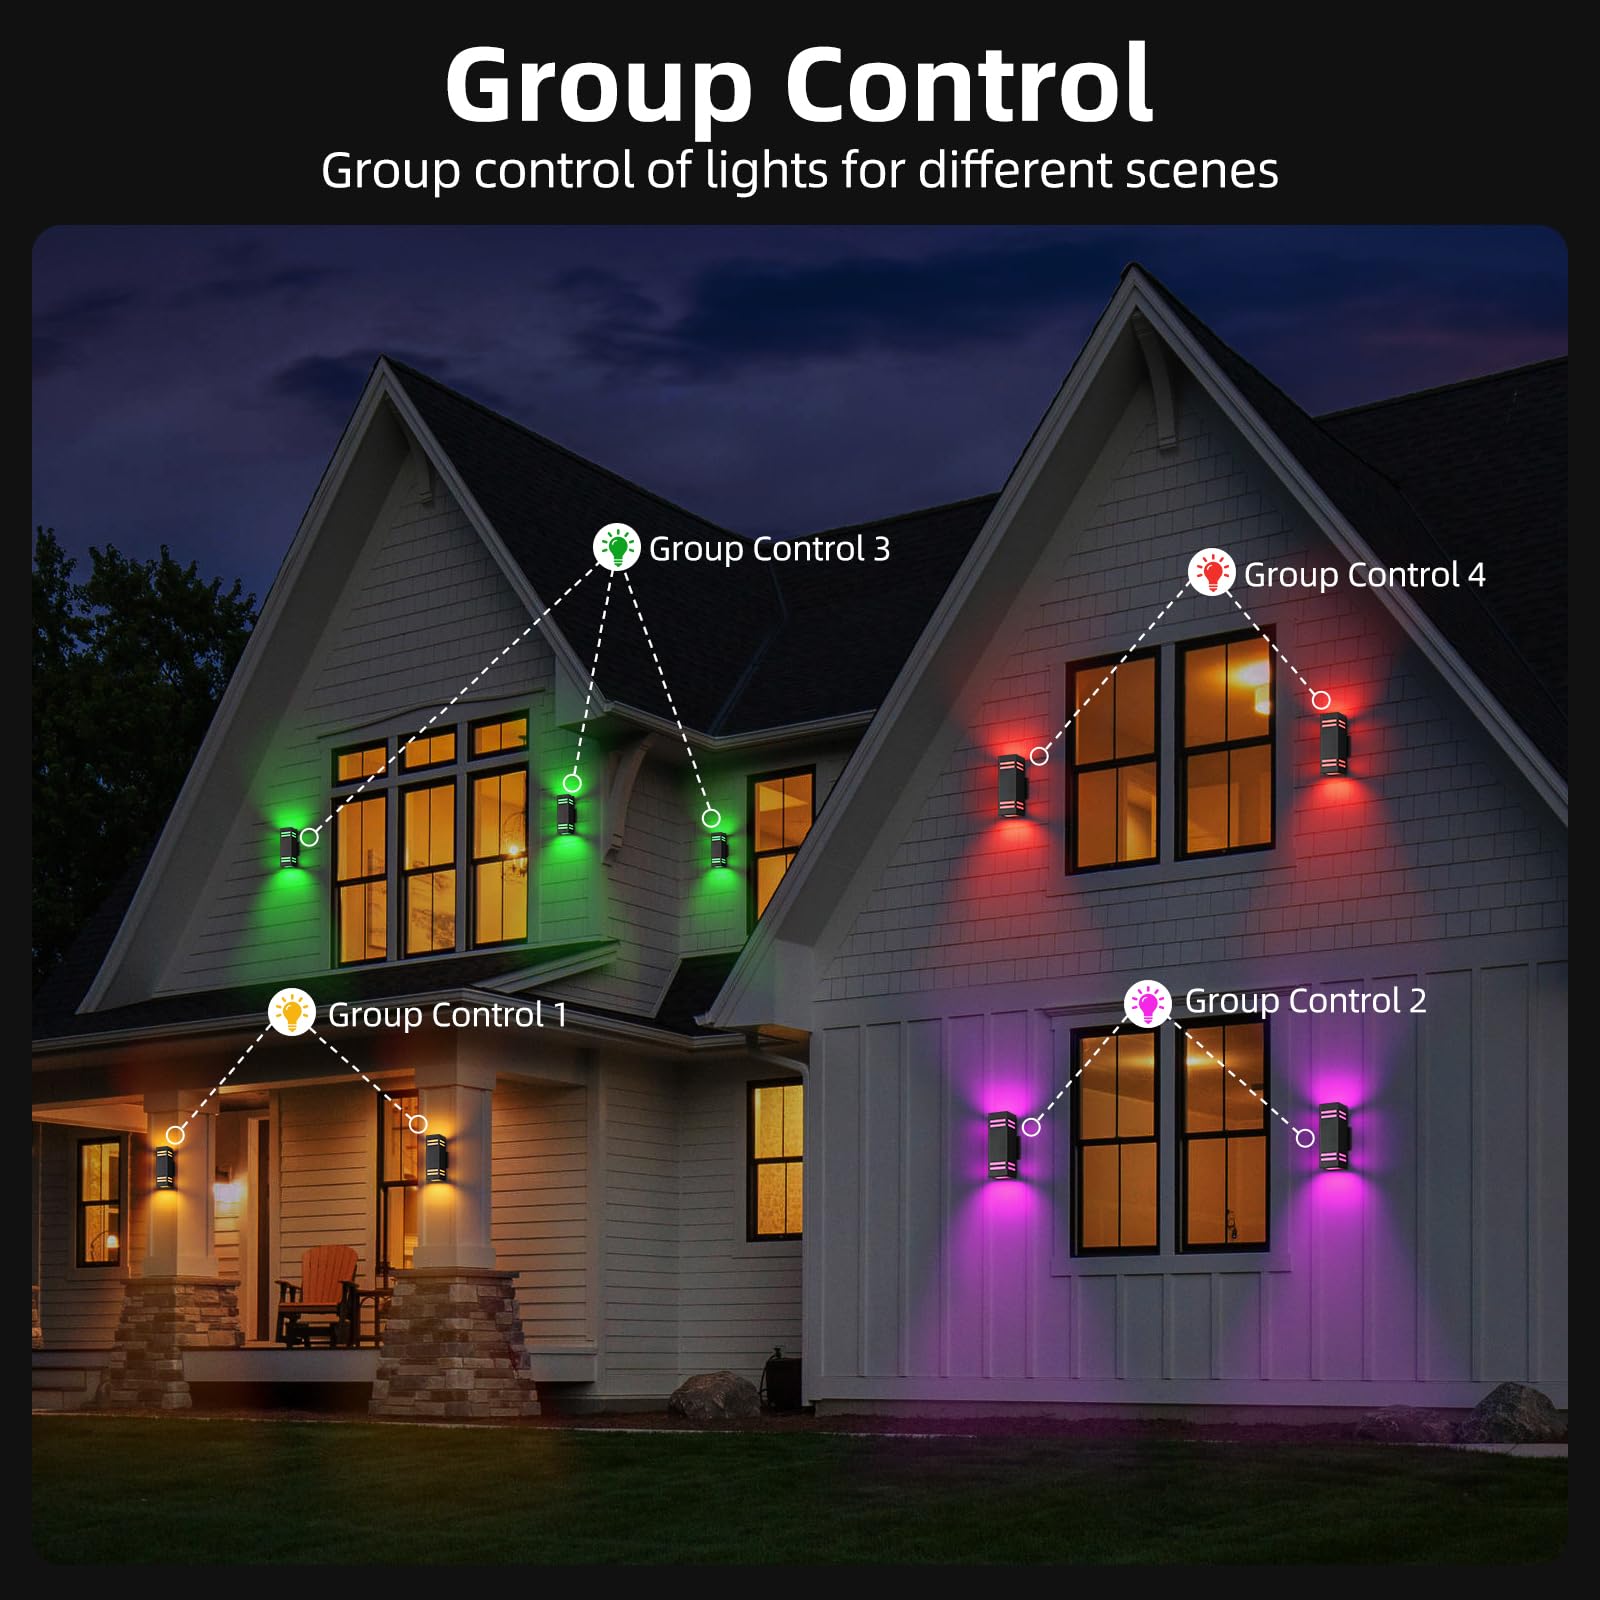 Group Control
Group control of lights for different scenes
Group Control 3
Group Control 4
Group Control 1
Group Control 2